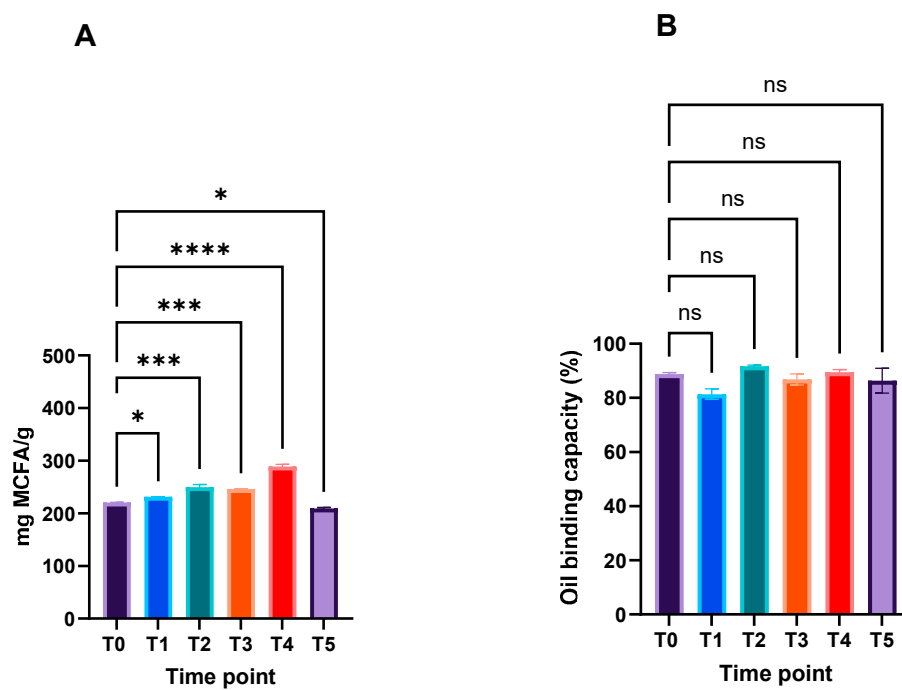 A
*
****
***
***
*
500
400
300
200
100
0
mg MCFA/g
T0 T1 T2 T3 T4 T5
Time point
B
ns
ns
ns
ns
ns
100
80
60
40
20
0
Oil binding capacity (%)
T0 T1 T2 T3 T4 T5
Time point